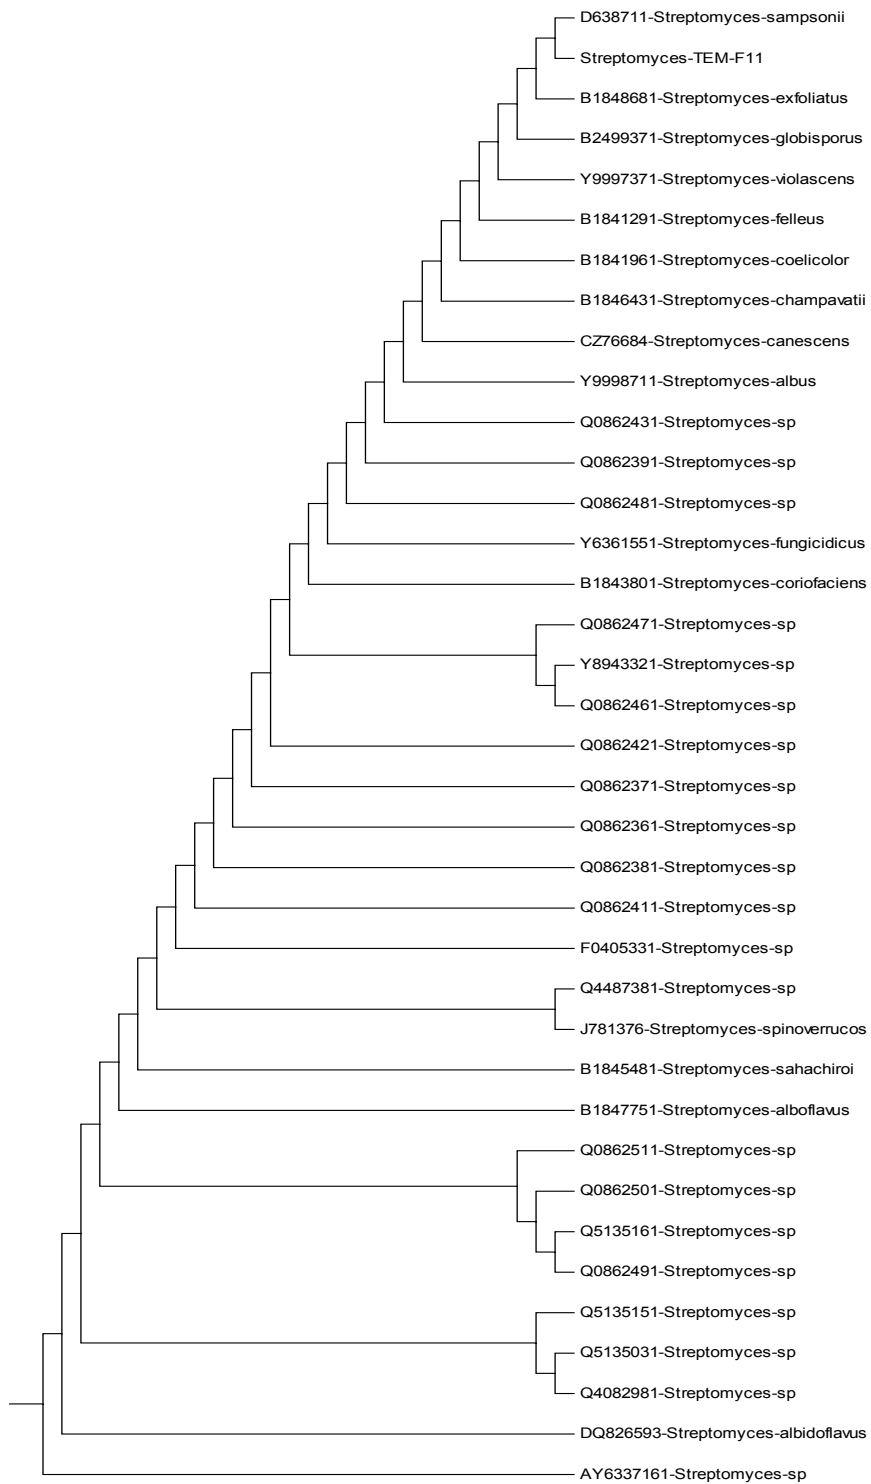 D638711-Streptomyces-sampsonii
Streptomyces-TEM-F11
B1848681-Streptomyces-exfoliatus
B2499371-Streptomyces-globisporus
Y9997371-Streptomyces-violascens
B1841291-Streptomyces-felleus
B1841961-Streptomyces-coelicolor
B1846431-Streptomyces-champavatii
CZ76684-Streptomyces-canescens
Y9998711-Streptomyces-albus
Q0862431-Streptomyces-sp
Q0862391-Streptomyces-sp
Q0862481-Streptomyces-sp
Y6361551-Streptomyces-fungicidicus
B1843801-Streptomyces-coriofaciens
Q0862471-Streptomyces-sp
Y8943321-Streptomyces-sp
Q0862461-Streptomyces-sp
Q0862421-Streptomyces-sp
Q0862371-Streptomyces-sp
Q0862361-Streptomyces-sp
Q0862381-Streptomyces-sp
Q0862411-Streptomyces-sp
F0405331-Streptomyces-sp
Q4487381-Streptomyces-sp
J781376-Streptomyces-spinoverrucos
B1845481-Streptomyces-sahachiroi
B1847751-Streptomyces-alboflavus
Q0862511-Streptomyces-sp
Q0862501-Streptomyces-sp
Q5135161-Streptomyces-sp
Q0862491-Streptomyces-sp
Q5135151-Streptomyces-sp
Q5135031-Streptomyces-sp
Q4082981-Streptomyces-sp
DQ826593-Streptomyces-albidoflavus
AY6337161-Streptomyces-sp